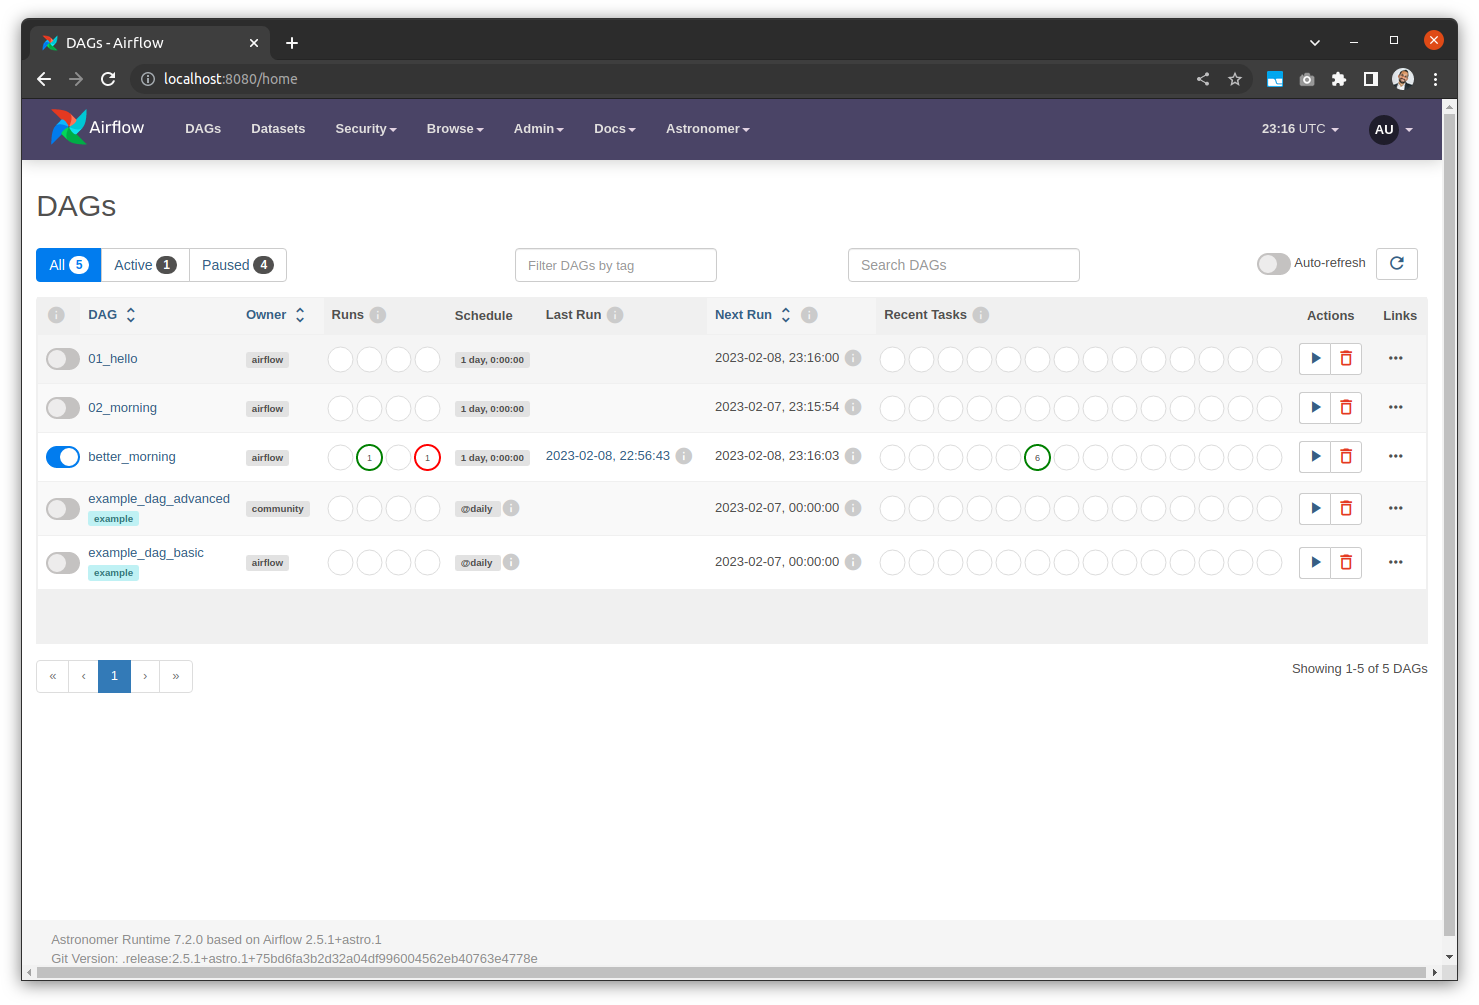 DAGs - Airflow
localhost:8080/home
Airflow DAGs Datasets Security Browse Admin Docs Astronomer 23:16 UTC AU
DAGs
All 5 Active 1 Paused 4 Filter DAGs by tag Search DAGs Auto-refresh
DAG Owner Runs Schedule Last Run Next Run Recent Tasks Actions Links
01_hello airflow 1 day, 0:00:00 2023-02-08, 23:16:00
02_morning airflow 1 day, 0:00:00 2023-02-07, 23:15:54
better_morning airflow 1 1 1 day, 0:00:00 2023-02-08, 22:56:43 2023-02-08, 23:16:03 6
example_dag_advanced community @daily 2023-02-07, 00:00:00
example
example_dag_basic airflow @daily 2023-02-07, 00:00:00
example
« ‹ 1 › » Showing 1-5 of 5 DAGs
Astronomer Runtime 7.2.0 based on Airflow 2.5.1+astro.1
Git Version: .release:2.5.1+astro.1+75bd6fa3b2d32a04df996004562eb40763e4778e